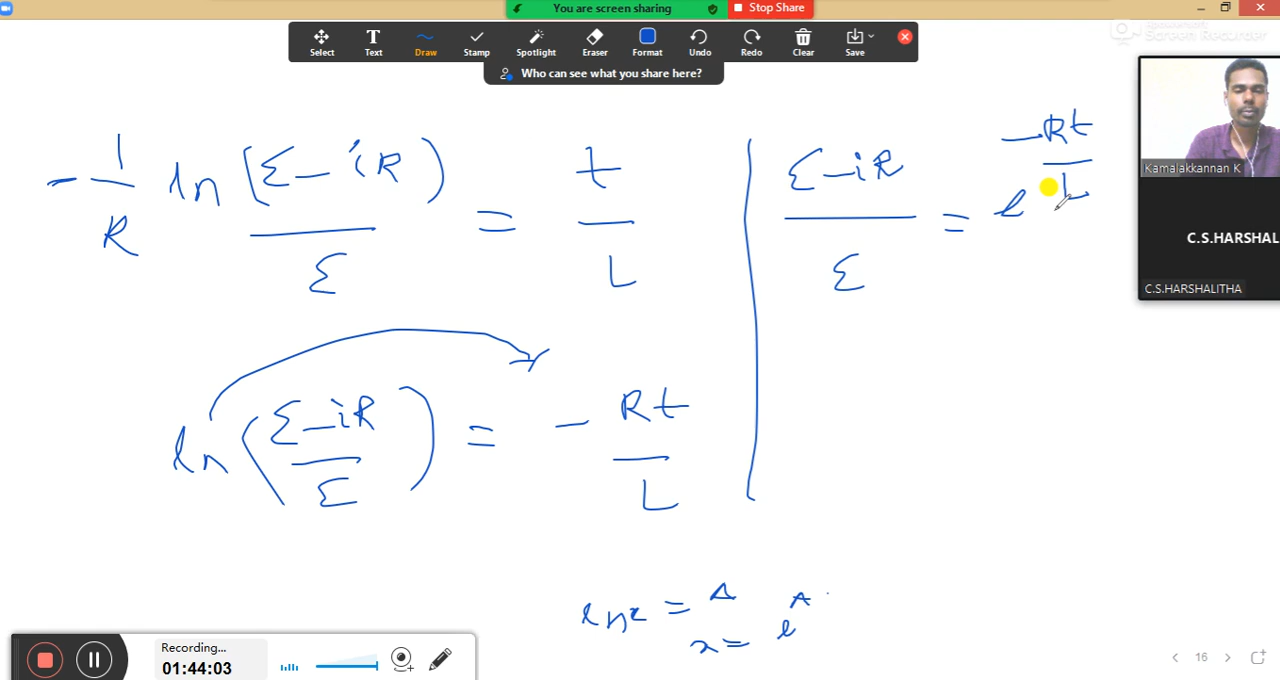 You are screen sharing Stop Share
Select Text Draw Stamp Spotlight Eraser Format Undo Redo Clear Save
Who can see what you share here?
Screen Recorder
-1/R ln (Ɛ-iR)/Ɛ = t/L
(Ɛ-iR)/Ɛ = e^(-Rt/L)
Kamalakkannan K
C.S.HARSHAL
C.S.HARSHALITHA
ln((Ɛ-iR)/Ɛ) = -Rt/L
ln x = A
x = e^A
Recording...
01:44:03
16